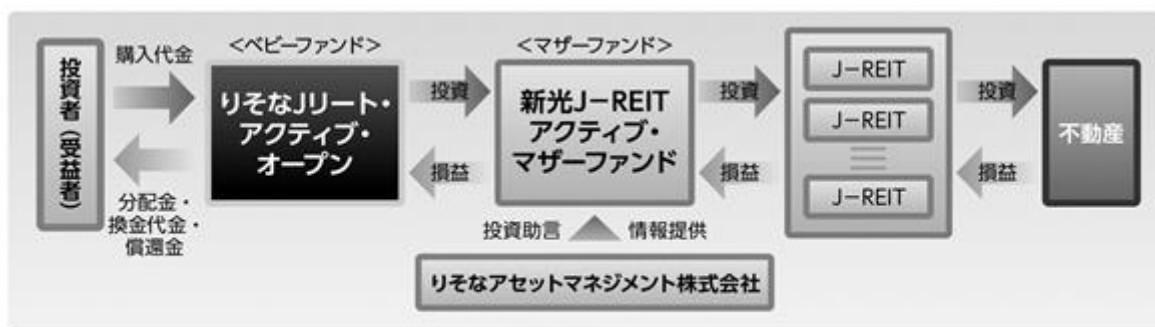 投資者（受益者）
購入代金
分配金・
換金代金・
償還金
＜ベビーファンド＞
りそなJリート・
アクティブ・
オープン
投資
損益
＜マザーファンド＞
新光J−REIT
アクティブ・
マザーファンド
投資
損益
J−REIT
J−REIT
J−REIT
投資
損益
不動産
投資助言
情報提供
りそなアセットマネジメント株式会社